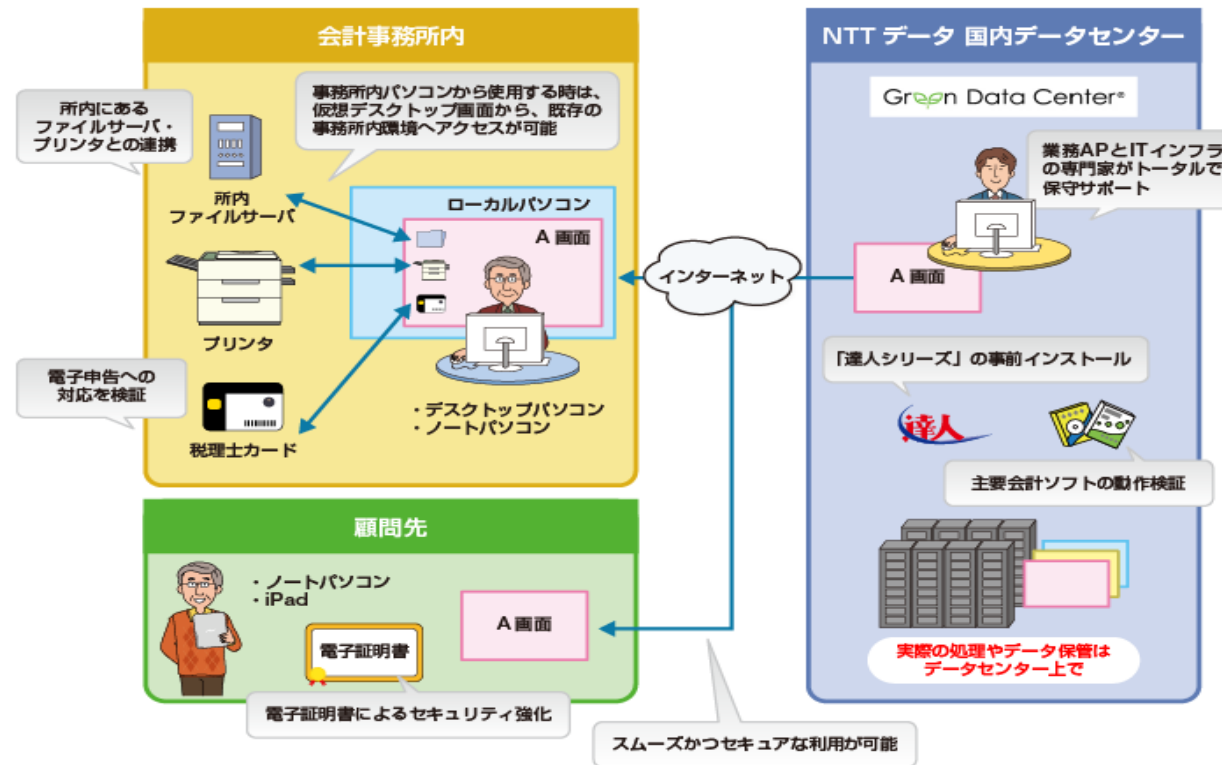 会計事務所内
所内にある
ファイルサーバ・
プリンタとの連携
事務所内パソコンから使用する時は、
仮想デスクトップ画面から、既存の
事務所内環境へアクセスが可能
所内
ファイルサーバ
ローカルパソコン
A 画面
プリンタ
電子申告への
対応を検証
税理士カード
・デスクトップパソコン
・ノートパソコン
インターネット
NTT データ 国内データセンター
Green Data Center®
業務APとITインフラ
の専門家がトータルで
保守サポート
A 画面
「達人シリーズ」の事前インストール
達人
主要会計ソフトの動作検証
実際の処理やデータ保管は
データセンター上で
顧問先
・ノートパソコン
・iPad
電子証明書
A 画面
電子証明書によるセキュリティ強化
スムーズかつセキュアな利用が可能